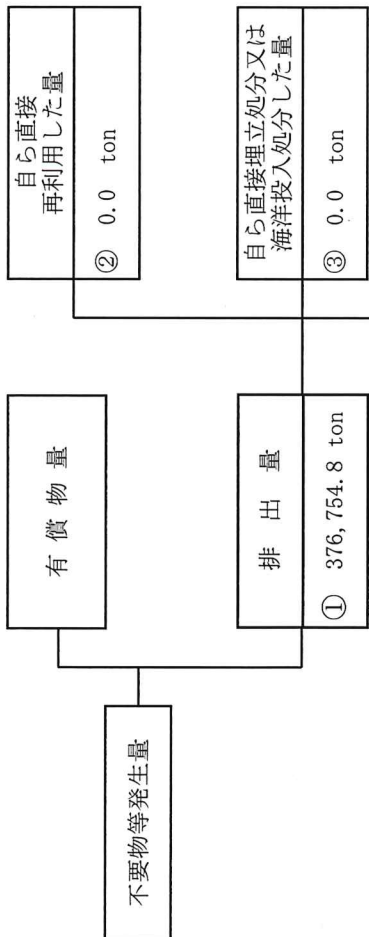 不要物等発生量
有償物量
排出量
① 376,754.8 ton
自ら直接
再利用した量
② 0.0 ton
自ら直接埋立処分又は
海洋投入処分した量
③ 0.0 ton